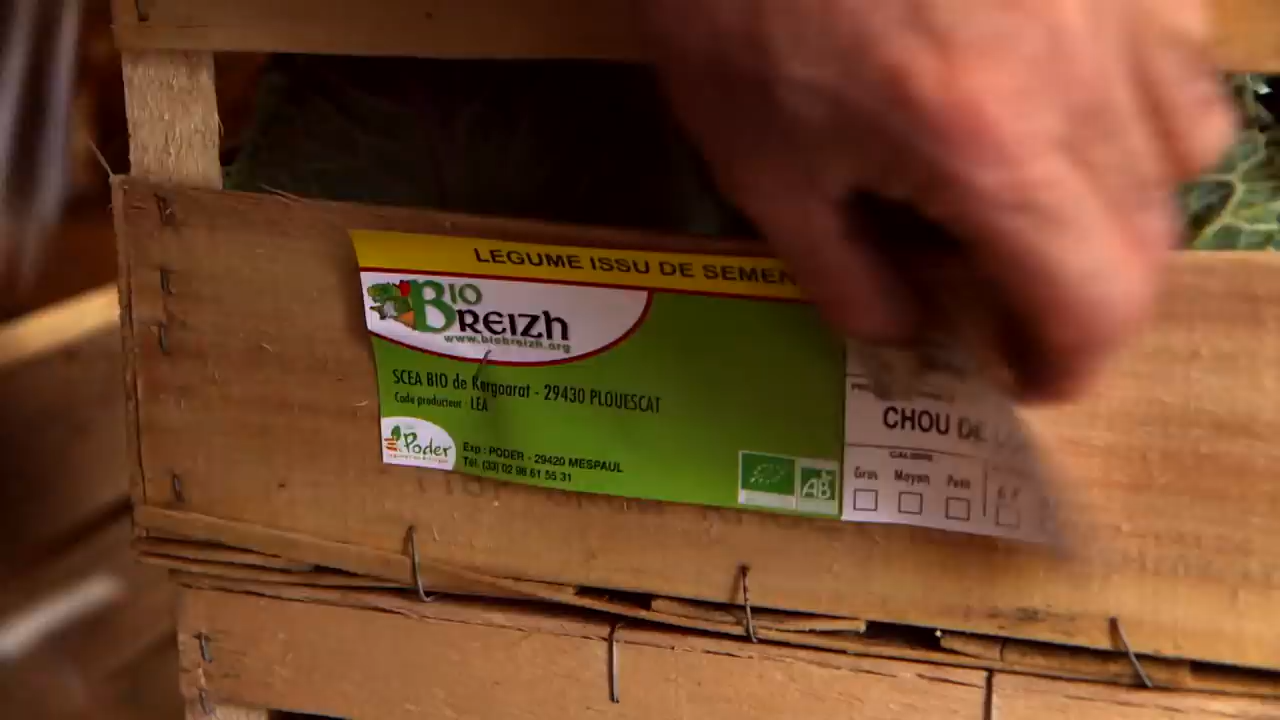 LEGUME ISSU DE SEMEN
BIO
BREIZH
www.biobreizh.org
SCEA BIO de Kergoarat - 29430 PLOUESCAT
Code producteur : LEA
Poder
Exp : PODER - 29420 MESPAUL
Tél. (33) 02 98 61 55 31
AB
CHOU DE
CALIBRE
Gros Moyen Petit